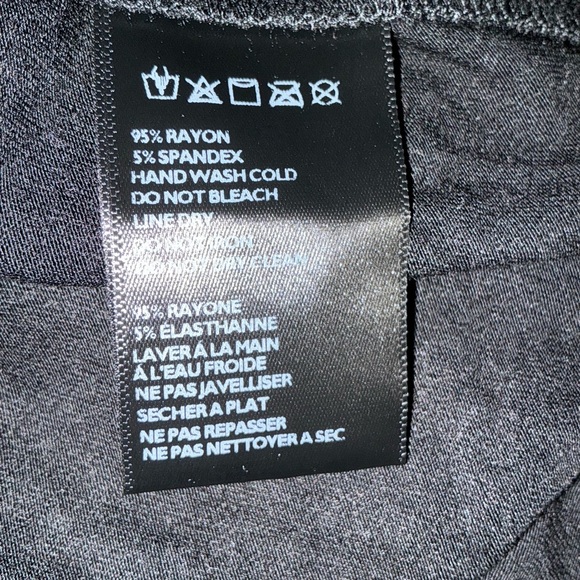 95% RAYON
5% SPANDEX
HAND WASH COLD
DO NOT BLEACH
LINE DRY
DO NOT IRON
DO NOT DRY CLEAN
95% RAYONE
5% ÉLASTHANNE
LAVER À LA MAIN
À L'EAU FROIDE
NE PAS JAVELLISER
SECHER A PLAT
NE PAS REPASSER
NE PAS NETTOYER A SEC